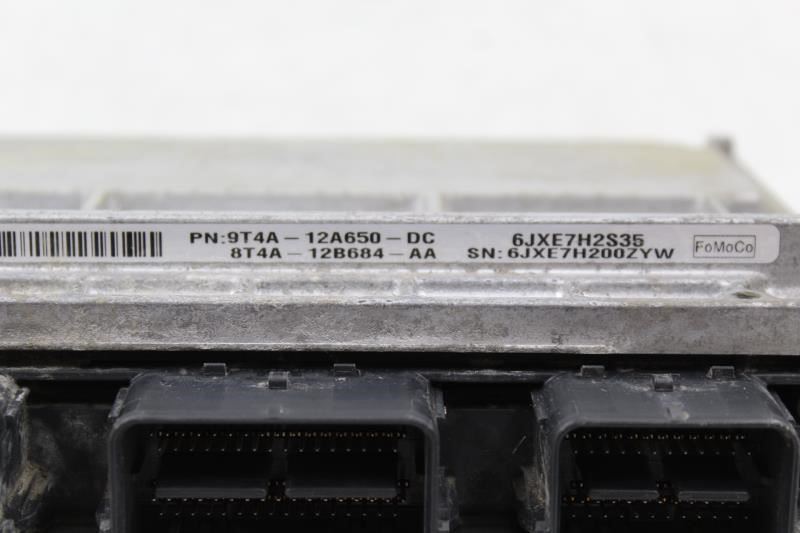 PN:9T4A-12A650-DC 6JXE7H2S35 FoMoCo
8T4A-12B684-AA SN:6JXE7H200ZYW